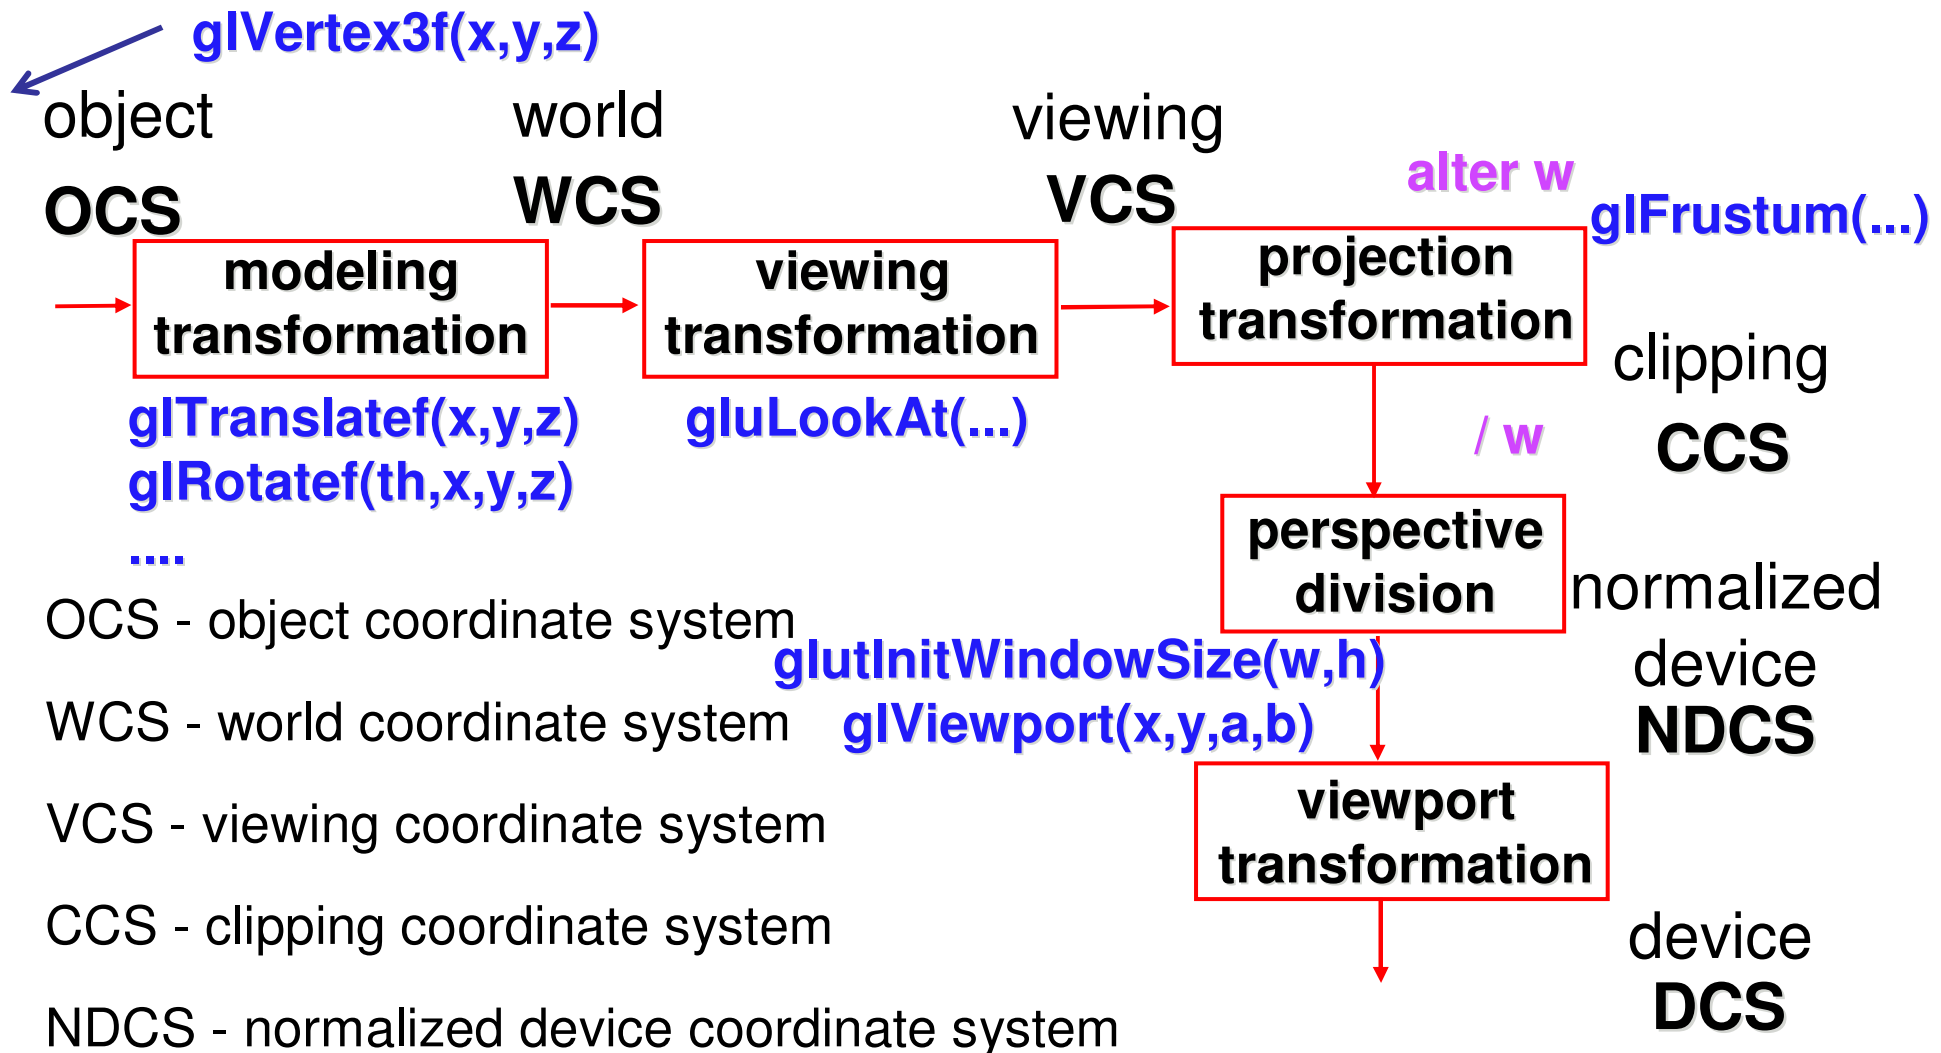 glVertex3f(x,y,z)
object
world
viewing
OCS
WCS
VCS
alter w
glFrustum(...)
modeling
transformation
viewing
transformation
projection
transformation
glTranslatef(x,y,z)
glRotatef(th,x,y,z)
....
gluLookAt(...)
clipping
CCS
/ w
perspective
division
normalized
device
NDCS
glutInitWindowSize(w,h)
glViewport(x,y,a,b)
viewport
transformation
device
DCS
OCS - object coordinate system
WCS - world coordinate system
VCS - viewing coordinate system
CCS - clipping coordinate system
NDCS - normalized device coordinate system